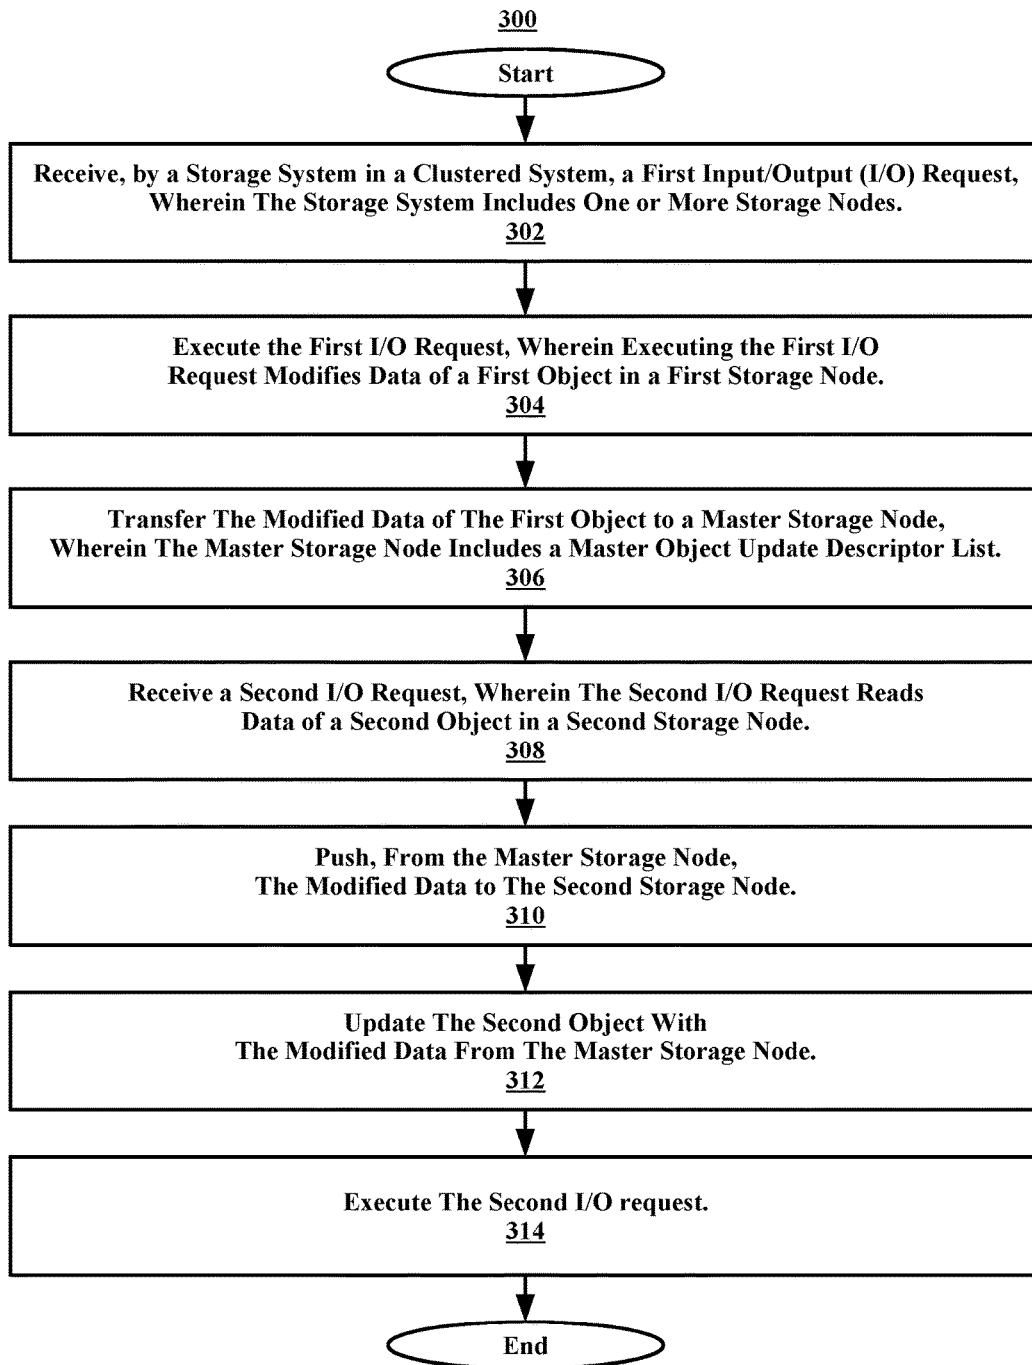 300
Start
Receive, by a Storage System in a Clustered System, a First Input/Output (I/O) Request,
Wherein The Storage System Includes One or More Storage Nodes.
302
Execute the First I/O Request, Wherein Executing the First I/O
Request Modifies Data of a First Object in a First Storage Node.
304
Transfer The Modified Data of The First Object to a Master Storage Node,
Wherein The Master Storage Node Includes a Master Object Update Descriptor List.
306
Receive a Second I/O Request, Wherein The Second I/O Request Reads
Data of a Second Object in a Second Storage Node.
308
Push, From the Master Storage Node,
The Modified Data to The Second Storage Node.
310
Update The Second Object With
The Modified Data From The Master Storage Node.
312
Execute The Second I/O request.
314
End